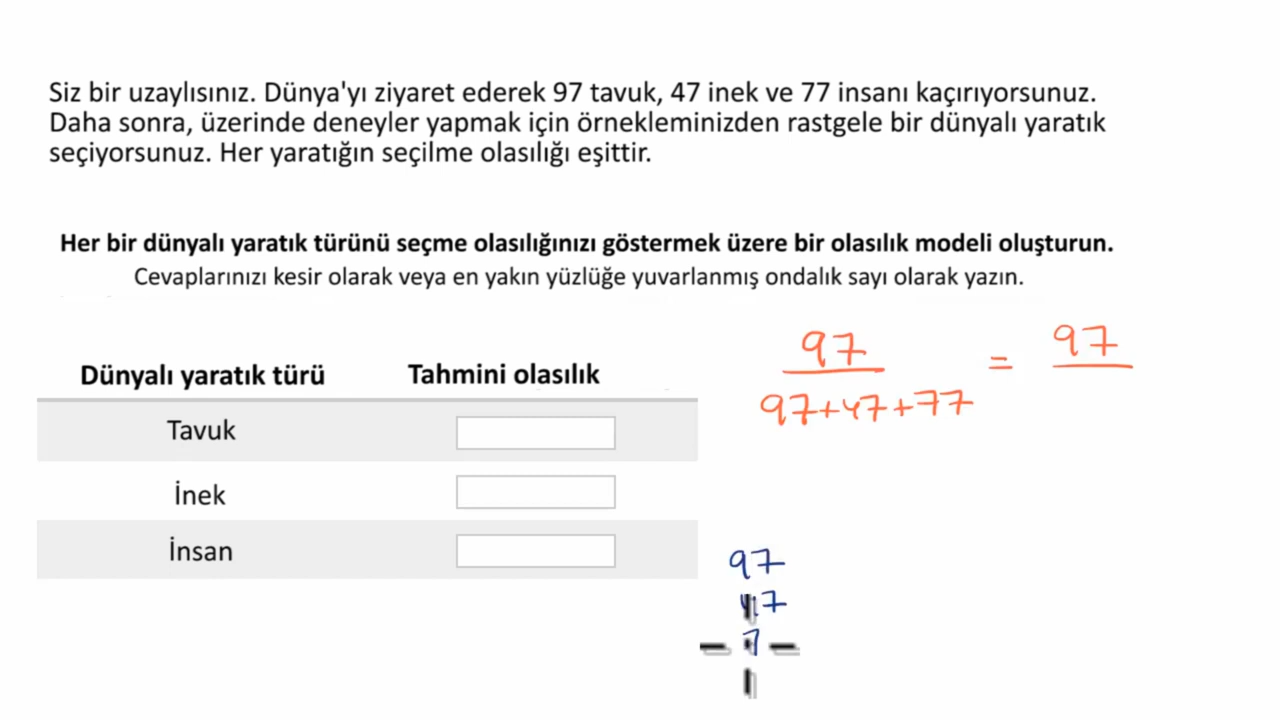 Siz bir uzaylısınız. Dünya'yı ziyaret ederek 97 tavuk, 47 inek ve 77 insanı kaçırıyorsunuz.
Daha sonra, üzerinde deneyler yapmak için örnekleminizden rastgele bir dünyalı yaratık
seçiyorsunuz. Her yaratığın seçilme olasılığı eşittir.
Her bir dünyalı yaratık türünü seçme olasılığınızı göstermek üzere bir olasılık modeli oluşturun.
Cevaplarınızı kesir olarak veya en yakın yüzlüğe yuvarlanmış ondalık sayı olarak yazın.
97 = 97
97+47+77
Dünyalı yaratık türü Tahmini olasılık
Tavuk
İnek
İnsan
97
47
7